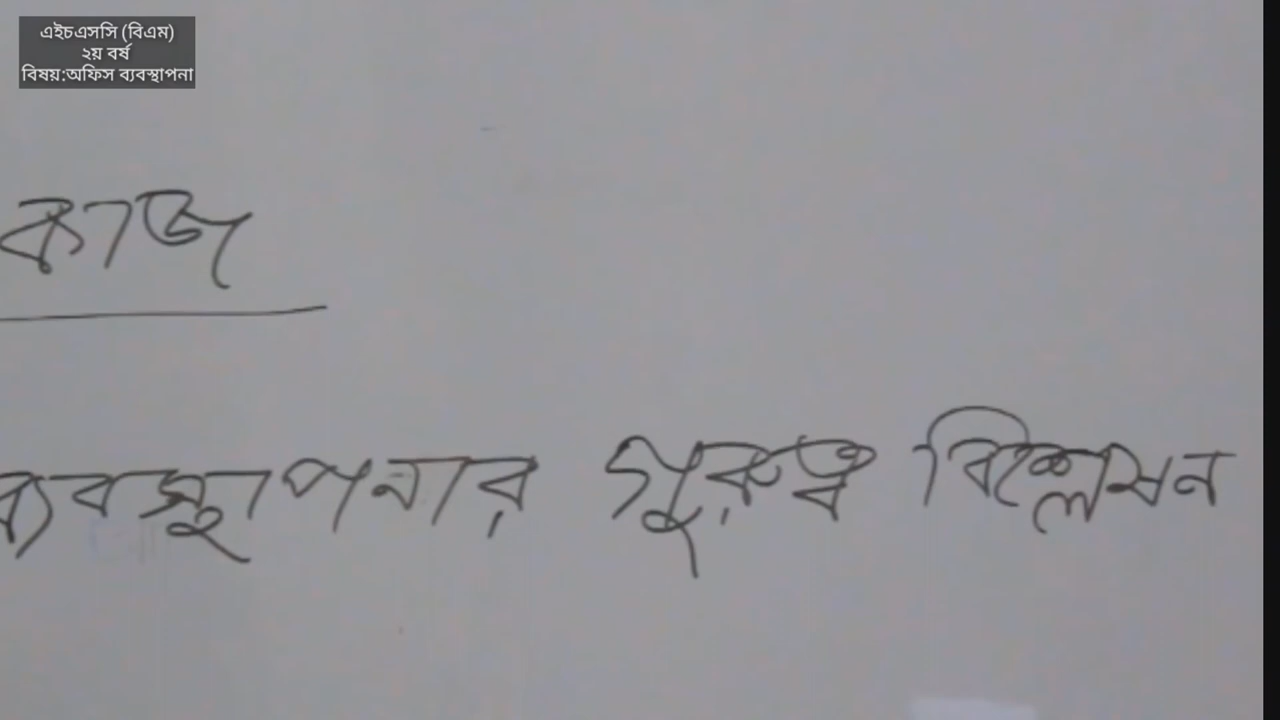 এইচএসসি (বিএম)
২য় বর্ষ
বিষয়:অফিস ব্যবস্থাপনা
কাজ
ব্যবস্থাপনার গুরুত্ব বিশ্লেষন